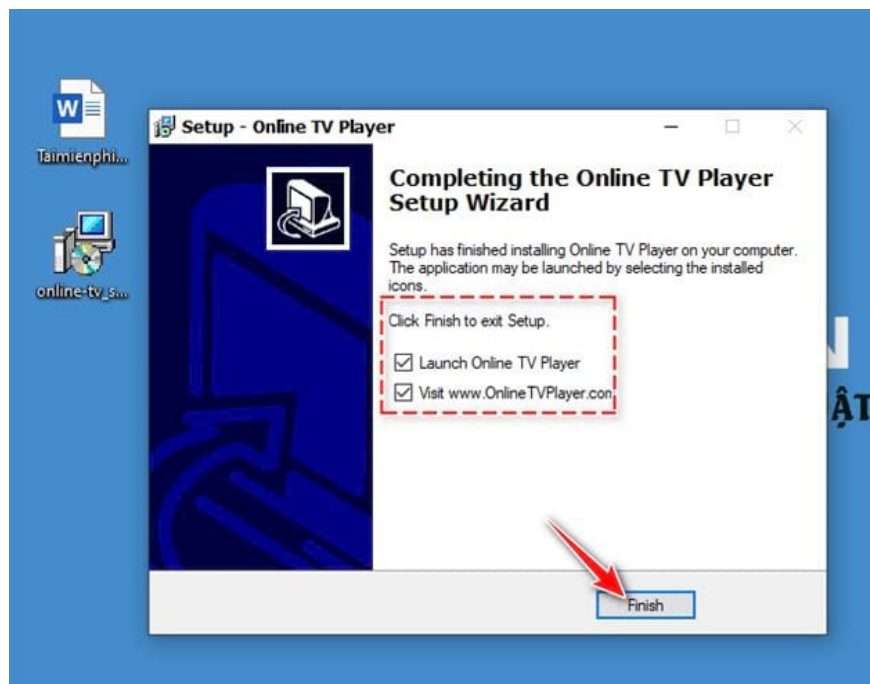 Taimienphi...
online-tv_s...
Setup - Online TV Player
Completing the Online TV Player
Setup Wizard
Setup has finished installing Online TV Player on your computer.
The application may be launched by selecting the installed
icons.
Click Finish to exit Setup.
Launch Online TV Player
Visit www.OnlineTVPlayer.com
N
ẬT
Finish